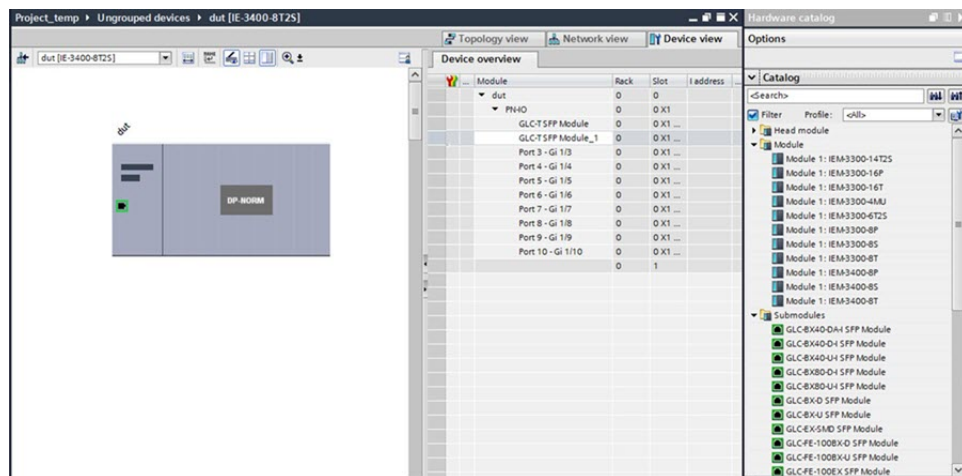 Project_temp ▸ Ungrouped devices ▸ dut [IE-3400-8T2S]
Hardware catalog
Topology view
Network view
Device view
Options
dut [IE-3400-8T2S]
Device overview
Module
Rack
Slot
I address
...
dut 0 0
PN-IO 0 0 X1
GLC-T SFP Module 0 0 X1 ...
GLC-T SFP Module_1 0 0 X1 ...
Port 3 - Gi 1/3 0 0 X1 ...
Port 4 - Gi 1/4 0 0 X1 ...
Port 5 - Gi 1/5 0 0 X1 ...
Port 6 - Gi 1/6 0 0 X1 ...
Port 7 - Gi 1/7 0 0 X1 ...
Port 8 - Gi 1/8 0 0 X1 ...
Port 9 - Gi 1/9 0 0 X1 ...
Port 10 - Gi 1/10 0 0 X1 ...
0 1
dut
DP-NORM
Catalog
<Search>
Filter Profile: <All>
Head module
Module
Module 1: IEM-3300-14T2S
Module 1: IEM-3300-16P
Module 1: IEM-3300-16T
Module 1: IEM-3300-4MU
Module 1: IEM-3300-6T2S
Module 1: IEM-3300-8P
Module 1: IEM-3300-8S
Module 1: IEM-3300-8T
Module 1: IEM-3400-8P
Module 1: IEM-3400-8S
Module 1: IEM-3400-8T
Submodules
GLC-BX40-DA-I SFP Module
GLC-BX40-D-I SFP Module
GLC-BX40-U-I SFP Module
GLC-BX80-D-I SFP Module
GLC-BX80-U-I SFP Module
GLC-BX-D SFP Module
GLC-BX-U SFP Module
GLC-EX-SMD SFP Module
GLC-FE-100BX-D SFP Module
GLC-FE-100BX-U SFP Module
GLC-FE-100EX SFP Module